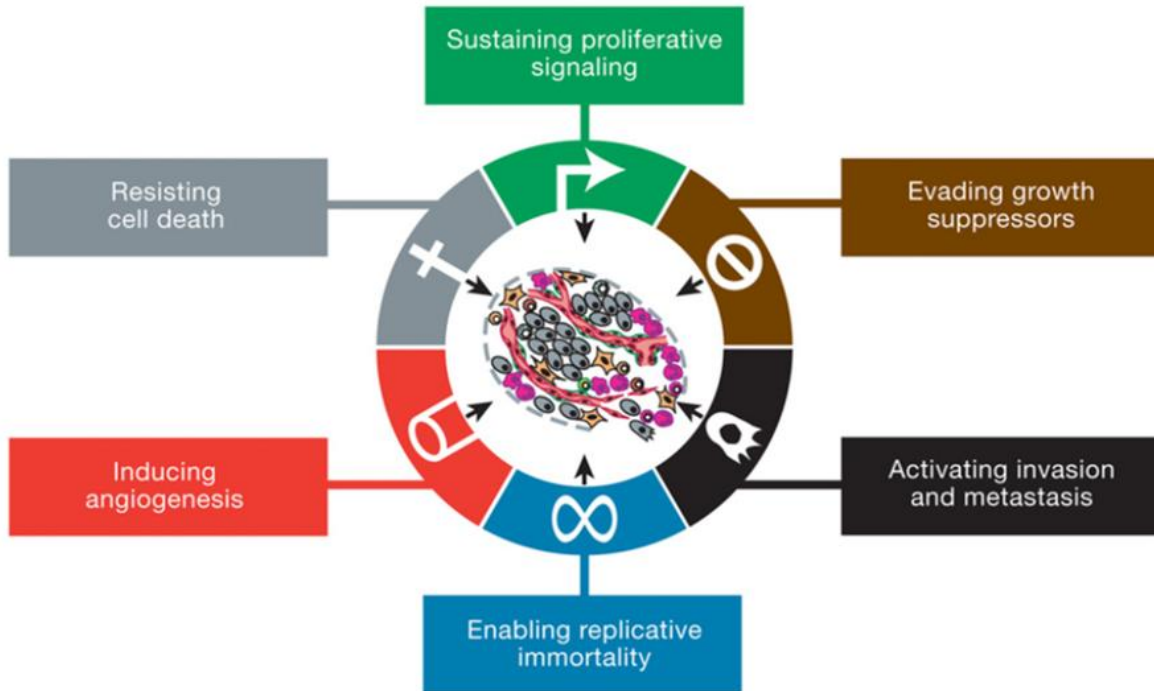 Sustaining proliferative
signaling
Resisting
cell death
Evading growth
suppressors
Inducing
angiogenesis
Activating invasion
and metastasis
Enabling replicative
immortality